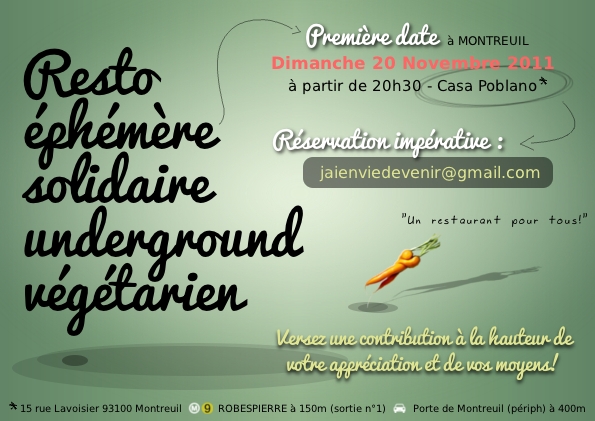 Resto
éphémère
solidaire
underground
végétarien
Première date à MONTREUIL
Dimanche 20 Novembre 2011
à partir de 20h30 - Casa Poblano*
Réservation impérative :
jaienviedevenir@gmail.com
"Un restaurant pour tous!"
Versez une contribution à la hauteur de
votre appréciation et de vos moyens!
* 15 rue Lavoisier 93100 Montreuil M 9 ROBESPIERRE à 150m (sortie n°1) Porte de Montreuil (périph) à 400m